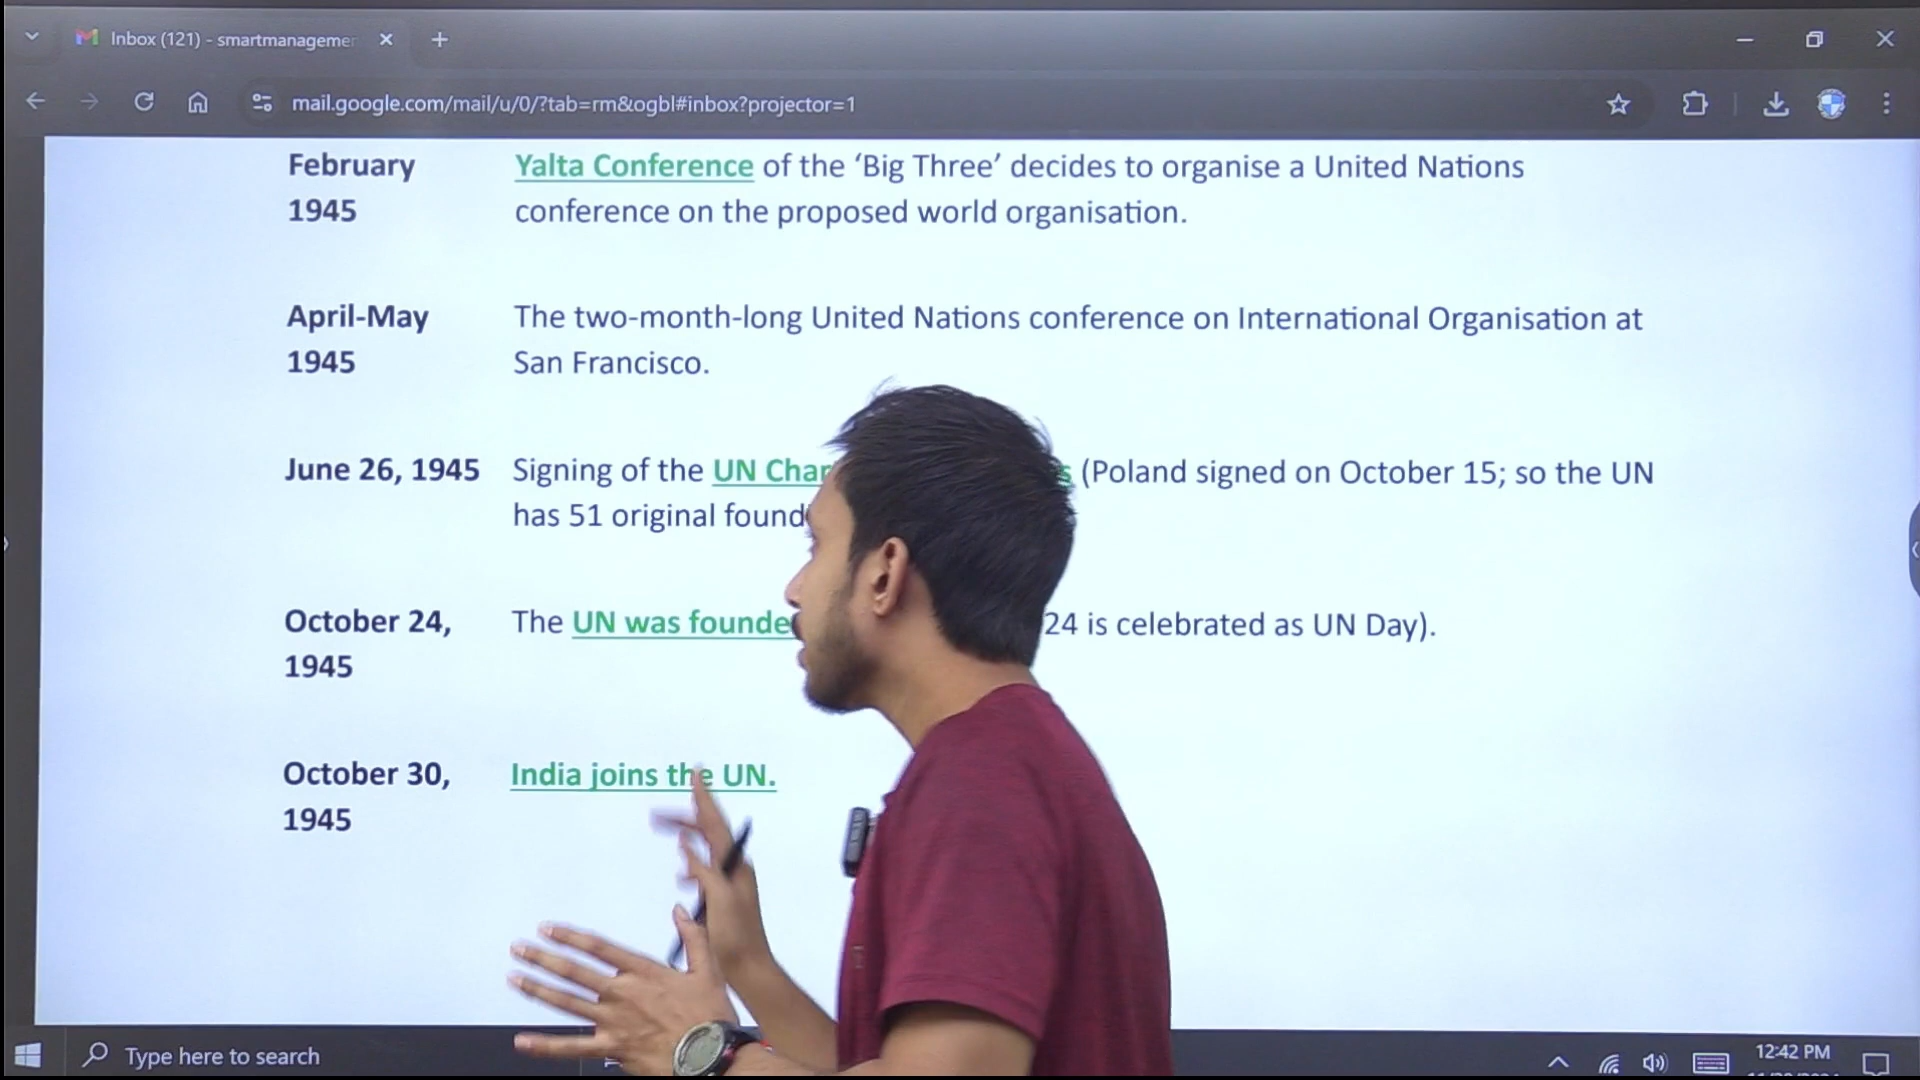 Inbox (121) - smartmanagemer
mail.google.com/mail/u/0/?tab=rm&ogbl#inbox?projector=1
February Yalta Conference of the ‘Big Three’ decides to organise a United Nations
1945 conference on the proposed world organisation.
April-May The two-month-long United Nations conference on International Organisation at
1945 San Francisco.
June 26, 1945 Signing of the UN Char s (Poland signed on October 15; so the UN
has 51 original found
October 24, The UN was founde 24 is celebrated as UN Day).
1945
October 30, India joins the UN.
1945
Type here to search
12:42 PM